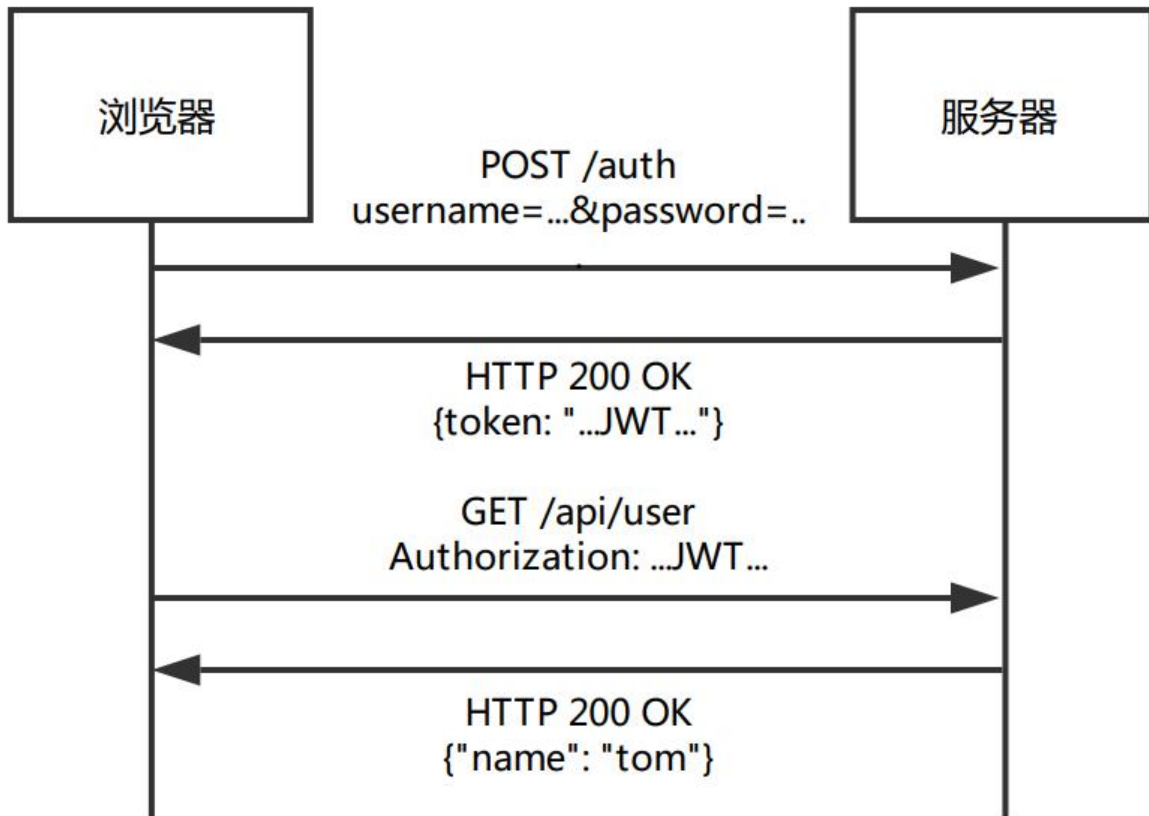 浏览器
服务器
POST /auth
username=...&password=..
HTTP 200 OK
{token: "...JWT..."}
GET /api/user
Authorization: ...JWT...
HTTP 200 OK
{"name": "tom"}